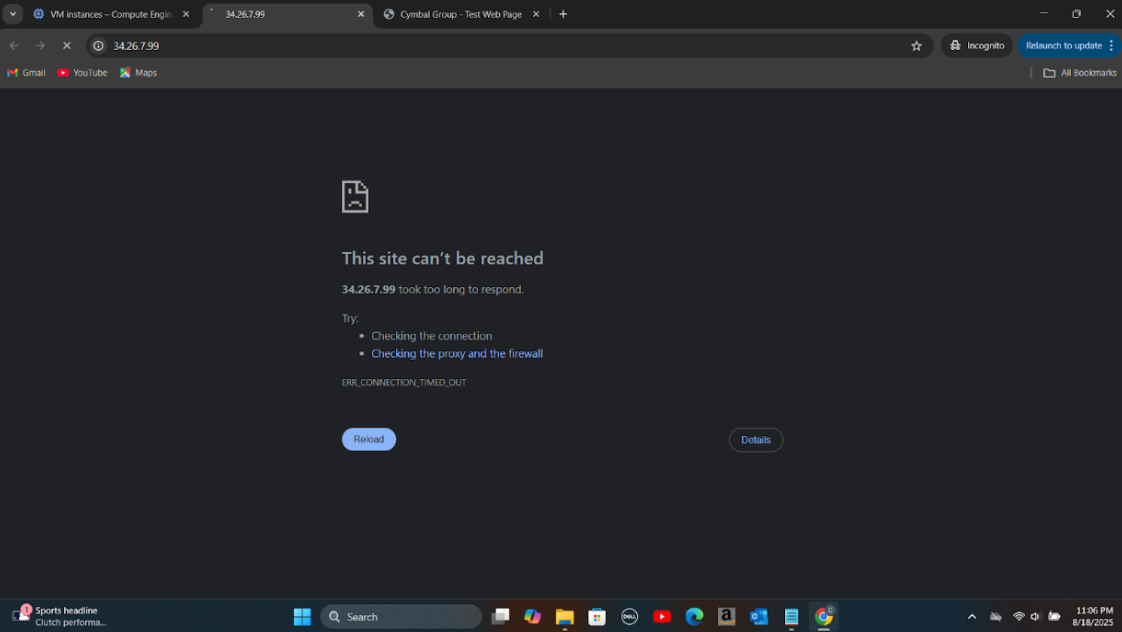 VM instances – Compute Engin
34.26.7.99
Cymbal Group - Test Web Page
34.26.7.99
Incognito
Relaunch to update
Gmail
YouTube
Maps
All Bookmarks
This site can't be reached
34.26.7.99 took too long to respond.
Try:
• Checking the connection
• Checking the proxy and the firewall
ERR_CONNECTION_TIMED_OUT
Reload
Details
1
Sports headline
Clutch performa...
Search
DELL
a
C
11:06 PM
8/18/2025